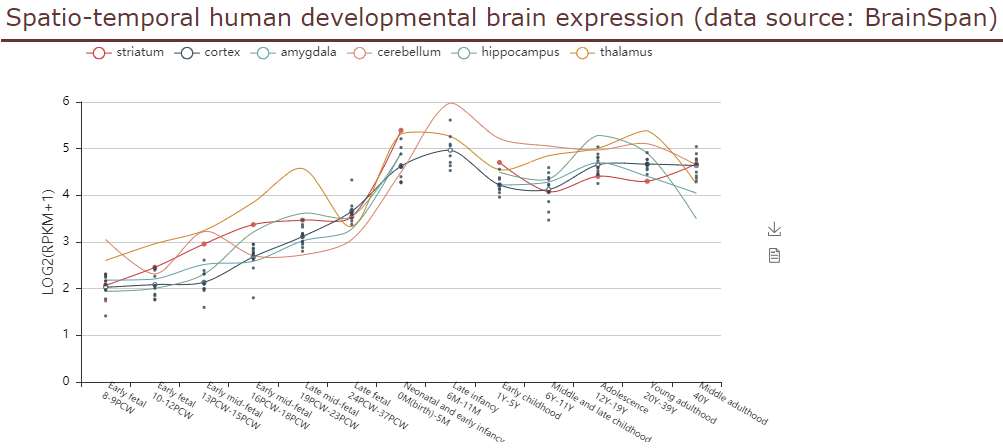 Spatio-temporal human developmental brain expression (data source: BrainSpan)
striatum cortex amygdala cerebellum hippocampus thalamus
LOG2(RPKM+1)
6
5
4
3
2
1
0
Early fetal
8-9PCW
Early fetal
10-12PCW
Early mid-fetal
13PCW-15PCW
Early mid-fetal
16PCW-18PCW
Late mid-fetal
19PCW-23PCW
Late fetal
24PCW-37PCW
Neonatal and early infancy
0M(birth)-5M
Late infancy
6M-11M
Early childhood
1Y-5Y
Middle and late childhood
6Y-11Y
Adolescence
12Y-19Y
Young adulthood
20Y-39Y
Middle adulthood
40Y